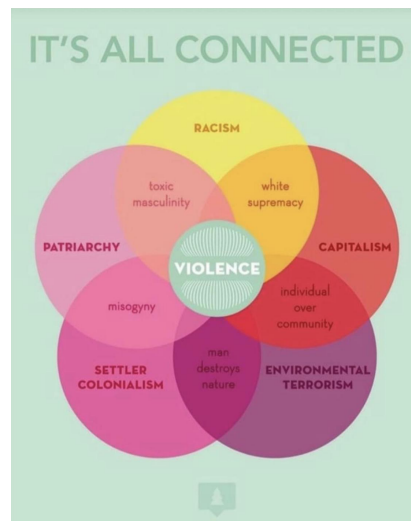 IT'S ALL CONNECTED
RACISM
toxic
masculinity
white
supremacy
PATRIARCHY
VIOLENCE
CAPITALISM
misogyny
individual
over
community
SETTLER
COLONIALISM
man
destroys
nature
ENVIRONMENTAL
TERRORISM